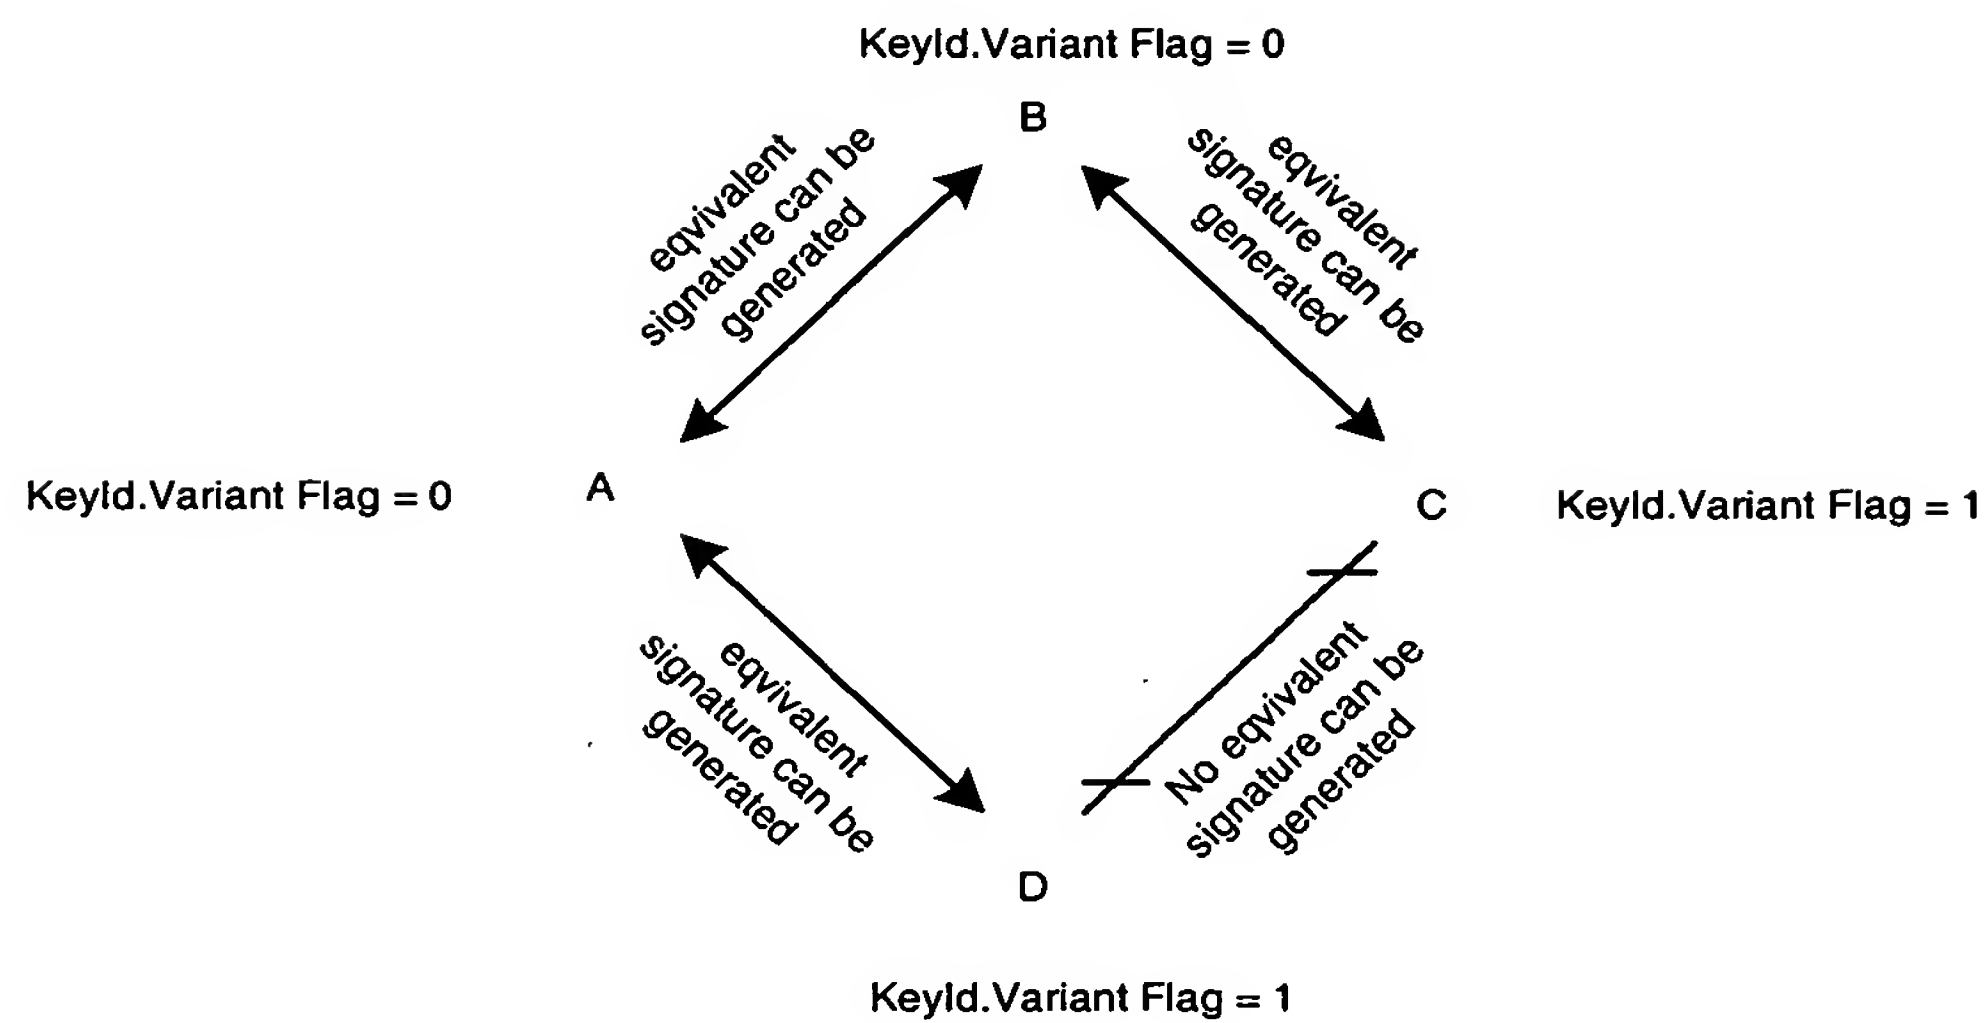 KeyId.Variant Flag = 0
B
eqvivalent
signature can be
generated
eqvivalent
signature can be
generated
KeyId.Variant Flag = 0
A
C
KeyId.Variant Flag = 1
eqvivalent
signature can be
generated
No eqvivalent
signature can be
generated
D
KeyId.Variant Flag = 1